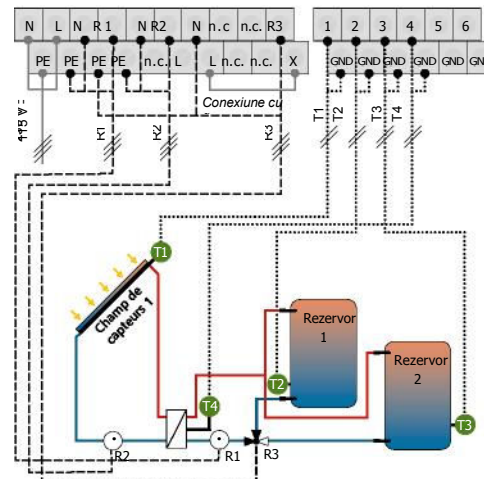 N L N R 1 N R2 N n.c n.c. R3
1 2 3 4 5 6
PE PE PE PE n.c. L L n.c. n.c. X
GND GND GND GND GND GND
Conexiune cu
R1
R2
R3
T1
T2
T3
T4
T1
Champ de
capteurs 1
Rezervor
1
Rezervor
2
T2
T4
T3
R2
R1
R3